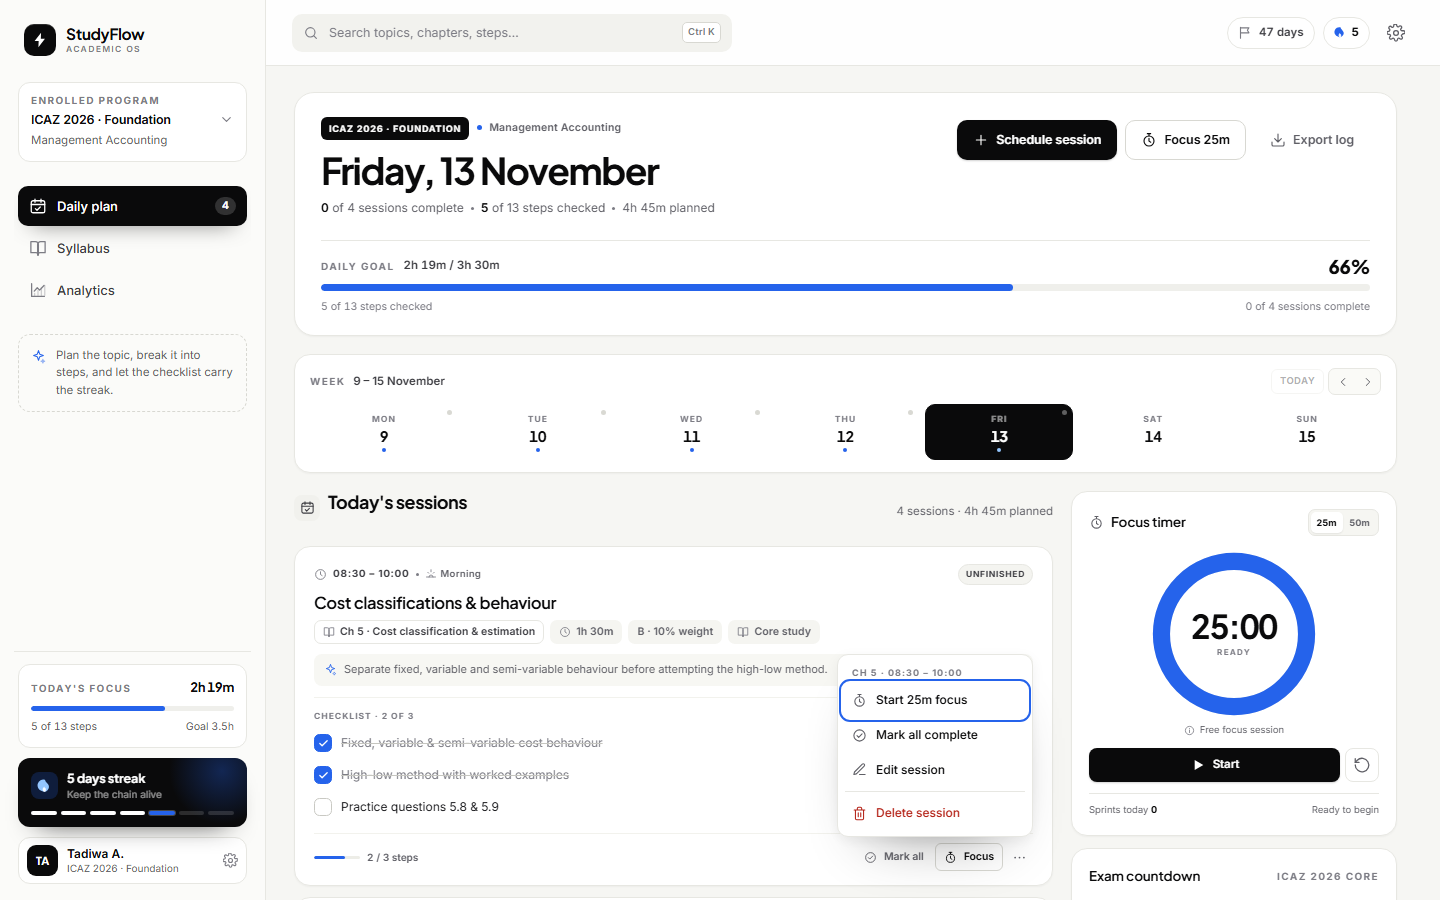 StudyFlow
ACADEMIC OS
ENROLLED PROGRAM
ICAZ 2026 · Foundation
Management Accounting
Daily plan 4
Syllabus
Analytics
Plan the topic, break it into
steps, and let the checklist carry
the streak.
TODAY'S FOCUS 2h19m
5 of 13 steps Goal 3.5h
5 days streak
Keep the chain alive
TA
Tadiwa A.
ICAZ 2026 · Foundation
Search topics, chapters, steps... Ctrl K
47 days 5
ICAZ 2026 · FOUNDATION • Management Accounting
Friday, 13 November
0 of 4 sessions complete • 5 of 13 steps checked • 4h 45m planned
Schedule session Focus 25m Export log
DAILY GOAL 2h 19m / 3h 30m 66%
5 of 13 steps checked 0 of 4 sessions complete
WEEK 9 – 15 November TODAY
MON TUE WED THU FRI SAT SUN
9 10 11 12 13 14 15
Today's sessions
4 sessions · 4h 45m planned
08:30 – 10:00 • Morning UNFINISHED
Cost classifications & behaviour
Ch 5 · Cost classification & estimation 1h 30m B · 10% weight Core study
Separate fixed, variable and semi-variable behaviour before attempting the high-low method.
CHECKLIST · 2 OF 3
Fixed, variable & semi-variable cost behaviour
High-low method with worked examples
Practice questions 5.8 & 5.9
2 / 3 steps Mark all Focus ...
CH 5 · 08:30 – 10:00
Start 25m focus
Mark all complete
Edit session
Delete session
Focus timer 25m 50m
25:00
READY
Free focus session
Start
Sprints today 0 Ready to begin
Exam countdown ICAZ 2026 CORE